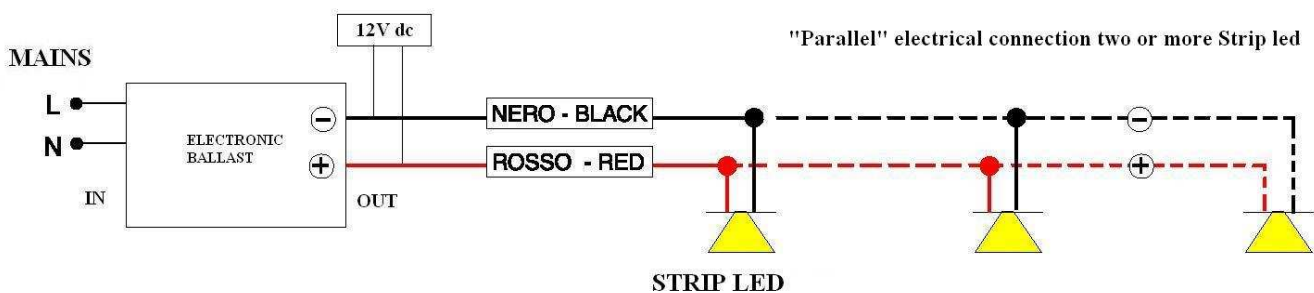 12V dc
"Parallel" electrical connection two or more Strip led
MAINS
L
N
ELECTRONIC
BALLAST
IN
OUT
−
+
NERO - BLACK
ROSSO - RED
−
+
STRIP LED